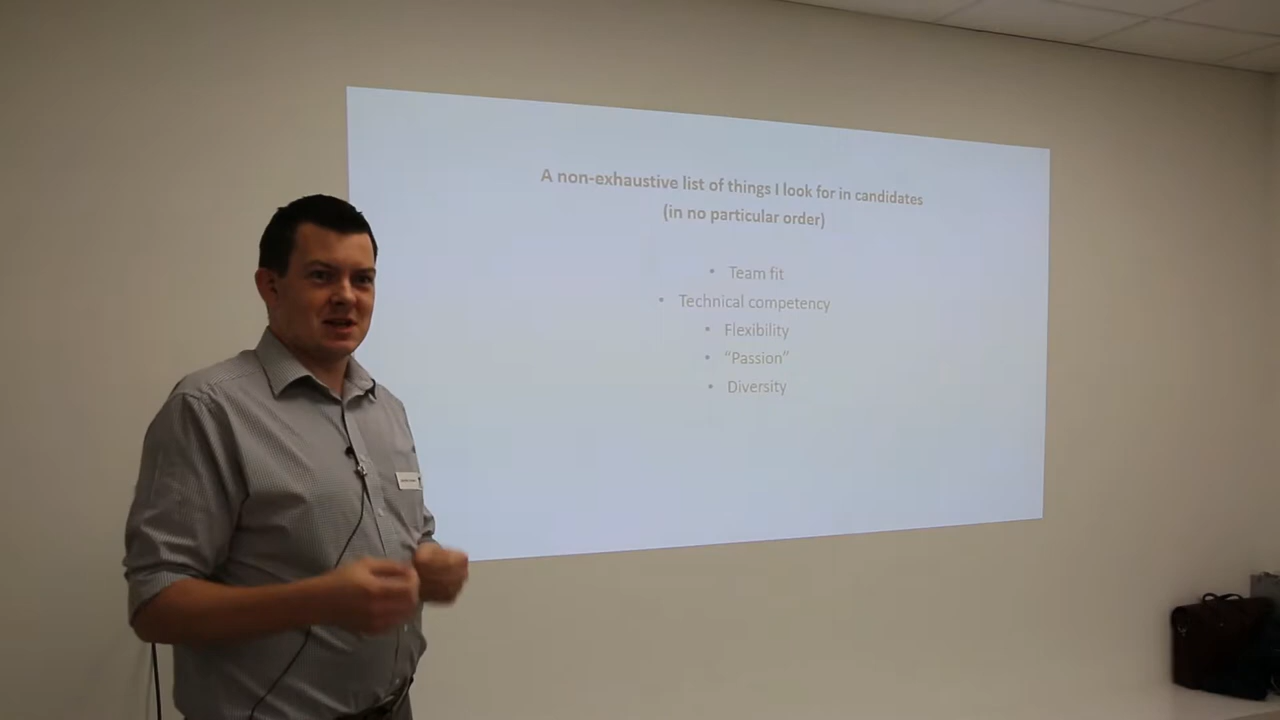 A non-exhaustive list of things I look for in candidates
(in no particular order)
• Team fit
• Technical competency
• Flexibility
• “Passion”
• Diversity